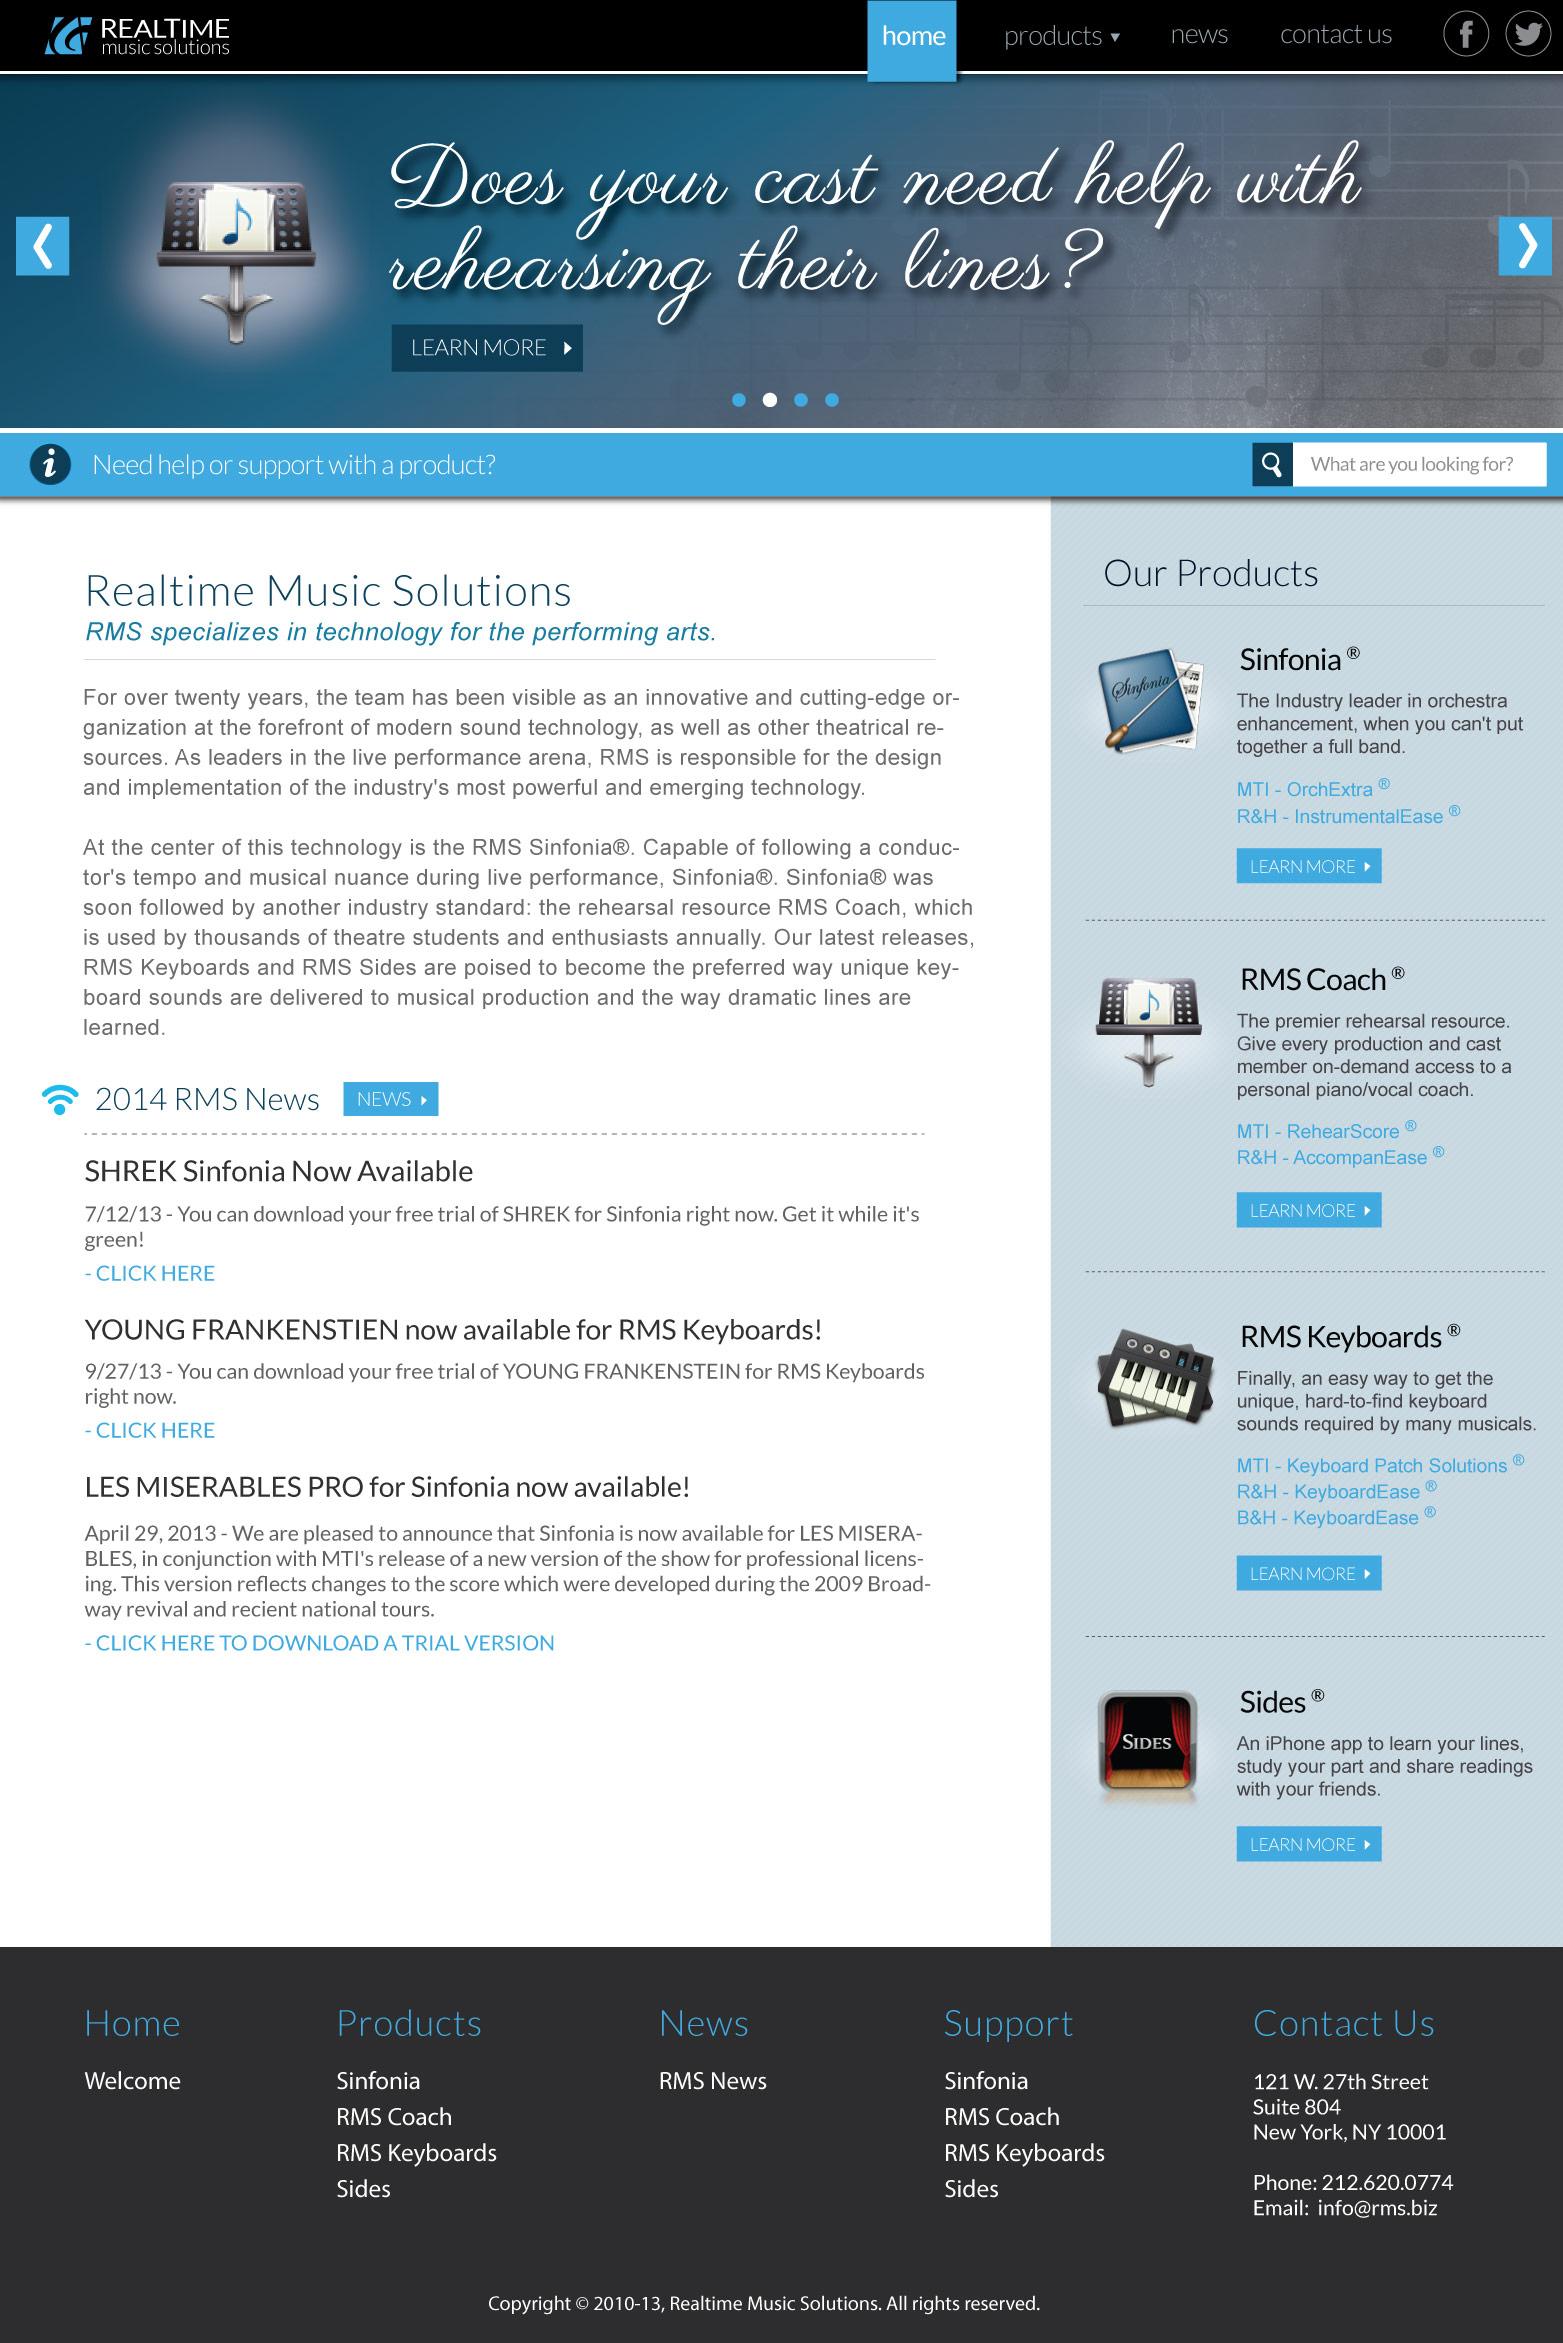 REALTIME
music solutions
home
products
news
contact us
Does your cast need help with
rehearsing their lines?
LEARN MORE
Need help or support with a product?
What are you looking for?
Realtime Music Solutions
RMS specializes in technology for the performing arts.
For over twenty years, the team has been visible as an innovative and cutting-edge or-
ganization at the forefront of modern sound technology, as well as other theatrical re-
sources. As leaders in the live performance arena, RMS is responsible for the design
and implementation of the industry's most powerful and emerging technology.
At the center of this technology is the RMS Sinfonia®. Capable of following a conduc-
tor's tempo and musical nuance during live performance, Sinfonia®. Sinfonia® was
soon followed by another industry standard: the rehearsal resource RMS Coach, which
is used by thousands of theatre students and enthusiasts annually. Our latest releases,
RMS Keyboards and RMS Sides are poised to become the preferred way unique key-
board sounds are delivered to musical production and the way dramatic lines are
learned.
2014 RMS News
NEWS
SHREK Sinfonia Now Available
7/12/13 - You can download your free trial of SHREK for Sinfonia right now. Get it while it's
green!
- CLICK HERE
YOUNG FRANKENSTIEN now available for RMS Keyboards!
9/27/13 - You can download your free trial of YOUNG FRANKENSTEIN for RMS Keyboards
right now.
- CLICK HERE
LES MISERABLES PRO for Sinfonia now available!
April 29, 2013 - We are pleased to announce that Sinfonia is now available for LES MISERA-
BLES, in conjunction with MTI's release of a new version of the show for professional licens-
ing. This version reflects changes to the score which were developed during the 2009 Broad-
way revival and recient national tours.
- CLICK HERE TO DOWNLOAD A TRIAL VERSION
Our Products
Sinfonia
Sinfonia ®
The Industry leader in orchestra
enhancement, when you can't put
together a full band.
MTI - OrchExtra ®
R&H - InstrumentalEase ®
LEARN MORE
RMS Coach ®
The premier rehearsal resource.
Give every production and cast
member on-demand access to a
personal piano/vocal coach.
MTI - RehearScore ®
R&H - AccompanEase ®
LEARN MORE
RMS Keyboards ®
Finally, an easy way to get the
unique, hard-to-find keyboard
sounds required by many musicals.
MTI - Keyboard Patch Solutions ®
R&H - KeyboardEase ®
B&H - KeyboardEase ®
LEARN MORE
SIDES
Sides ®
An iPhone app to learn your lines,
study your part and share readings
with your friends.
LEARN MORE
Home
Welcome
Products
Sinfonia
RMS Coach
RMS Keyboards
Sides
News
RMS News
Support
Sinfonia
RMS Coach
RMS Keyboards
Sides
Contact Us
121 W. 27th Street
Suite 804
New York, NY 10001
Phone: 212.620.0774
Email: info@rms.biz
Copyright © 2010-13, Realtime Music Solutions. All rights reserved.